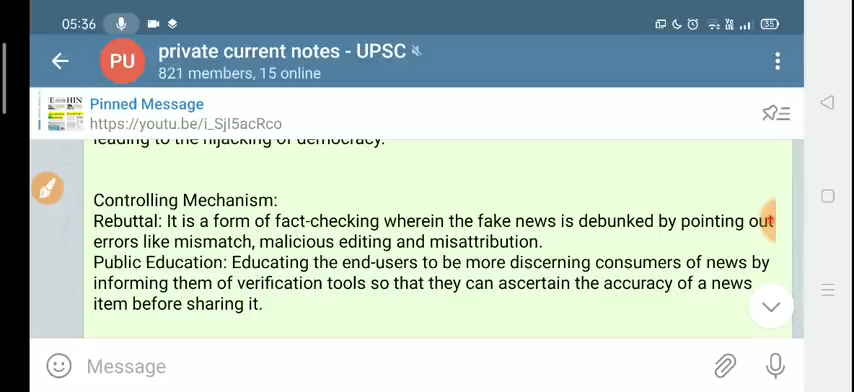 05:36
35
PU
private current notes - UPSC
821 members, 15 online
Pinned Message
https://youtu.be/i_SjI5acRco
leading to the hijacking of democracy.
Controlling Mechanism:
Rebuttal: It is a form of fact-checking wherein the fake news is debunked by pointing out
errors like mismatch, malicious editing and misattribution.
Public Education: Educating the end-users to be more discerning consumers of news by
informing them of verification tools so that they can ascertain the accuracy of a news
item before sharing it.
Message